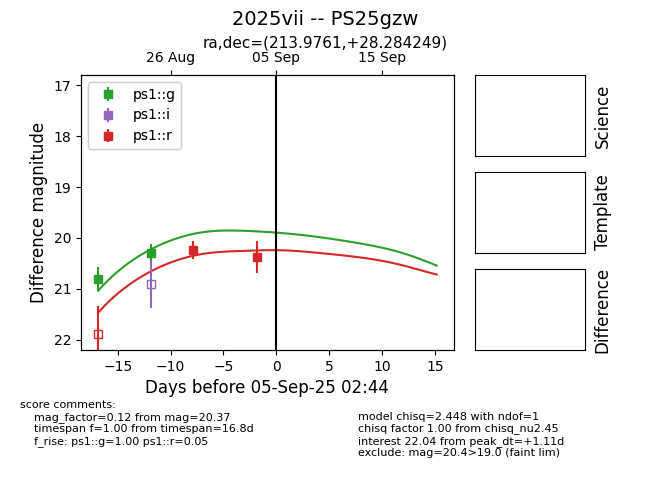 2025vii -- PS25gzw
ra,dec=(213.9761,+28.284249)
26 Aug 05 Sep 15 Sep
17
18
19
20
21
22
Difference magnitude
ps1::g
ps1::i
ps1::r
−15 −10 −5 0 5 10 15
Days before 05-Sep-25 02:44
Science
Template
Difference
score comments:
mag_factor=0.12 from mag=20.37
timespan f=1.00 from timespan=16.8d
f_rise: ps1::g=1.00 ps1::r=0.05
model chisq=2.448 with ndof=1
chisq factor 1.00 from chisq_nu2.45
interest 22.04 from peak_dt=+1.11d
exclude: mag=20.4>19.0 (faint lim)